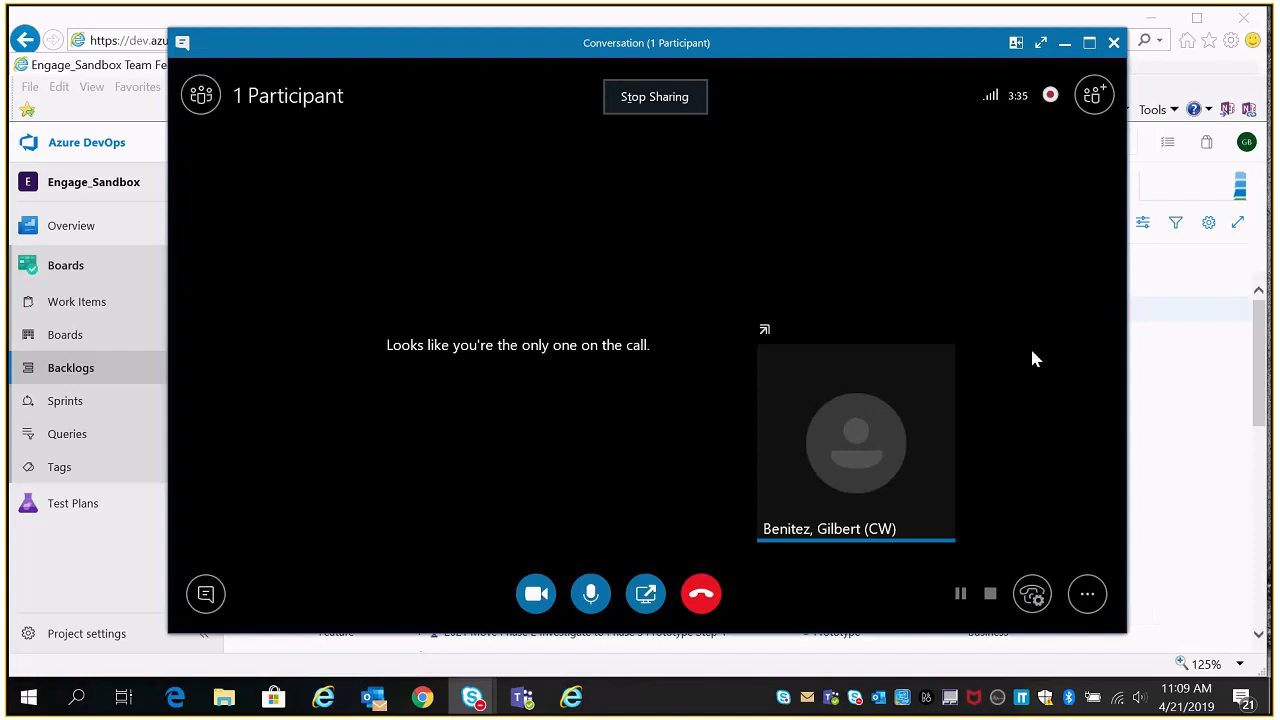 https://dev.azu
Engage_Sandbox Team Fe
File Edit View Favorites
Conversation (1 Participant)
1 Participant
Stop Sharing
3:35
Tools
Azure DevOps
GB
E Engage_Sandbox
Overview
Boards
Work Items
Boards
Backlogs
Sprints
Queries
Tags
Test Plans
Project settings
Looks like you're the only one on the call.
Benitez, Gilbert (CW)
125%
11:09 AM
4/21/2019
21